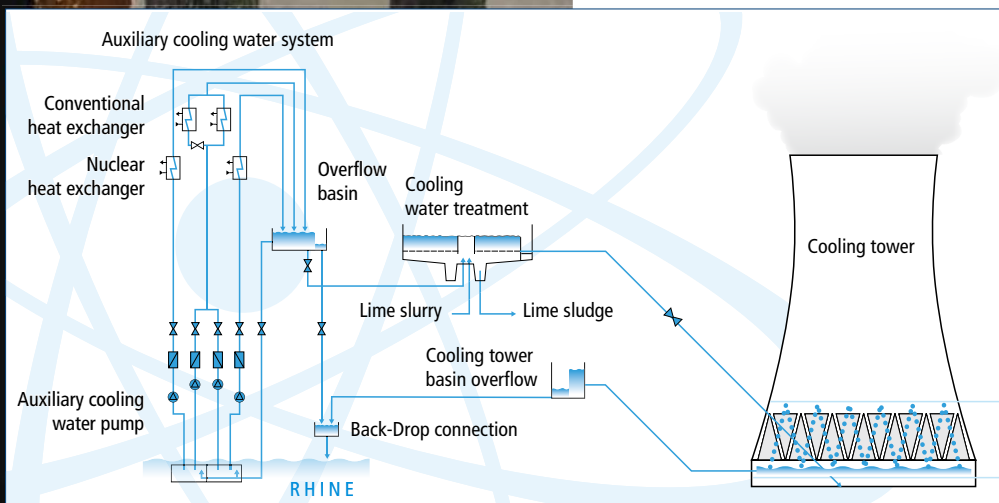 Auxiliary cooling water system
Conventional
heat exchanger
Nuclear
heat exchanger
Overflow
basin
Cooling
water treatment
Cooling tower
Lime slurry
Lime sludge
Cooling tower
basin overflow
Auxiliary cooling
water pump
Back-Drop connection
RHINE